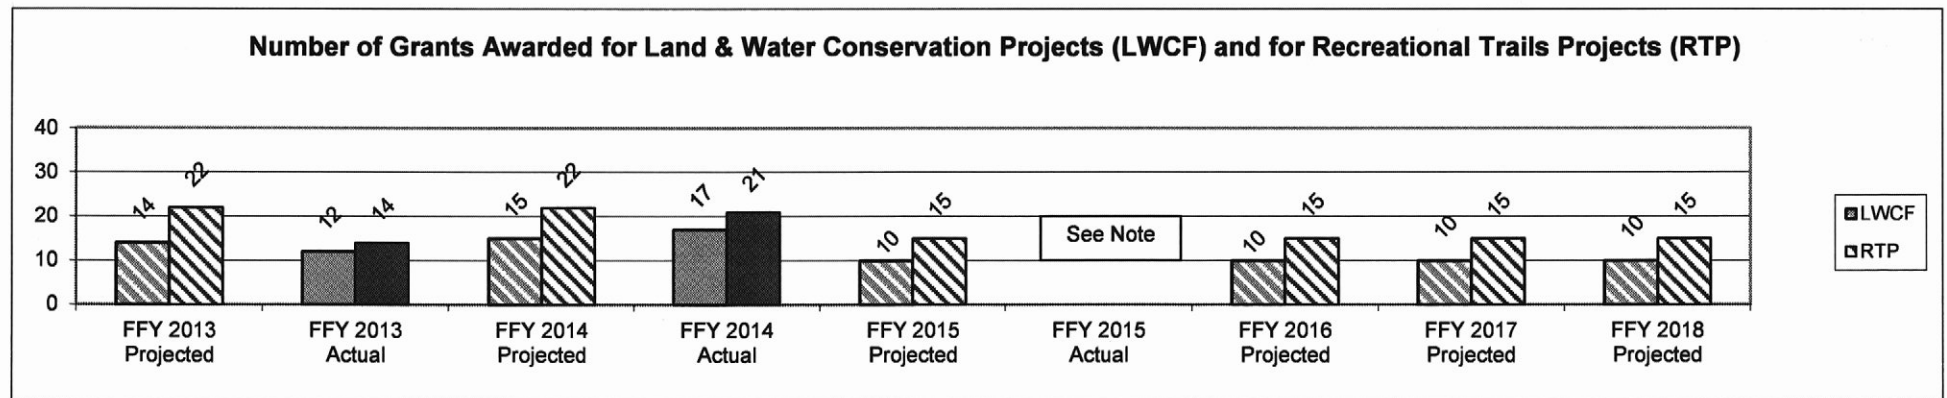 Number of Grants Awarded for Land & Water Conservation Projects (LWCF) and for Recreational Trails Projects (RTP)
40
30
20
10
0
14 22 12 14 15 22 17 21 10 15 See Note 10 15 10 15 10 15
FFY 2013 FFY 2013 FFY 2014 FFY 2014 FFY 2015 FFY 2015 FFY 2016 FFY 2017 FFY 2018
Projected Actual Projected Actual Projected Actual Projected Projected Projected
LWCF
RTP